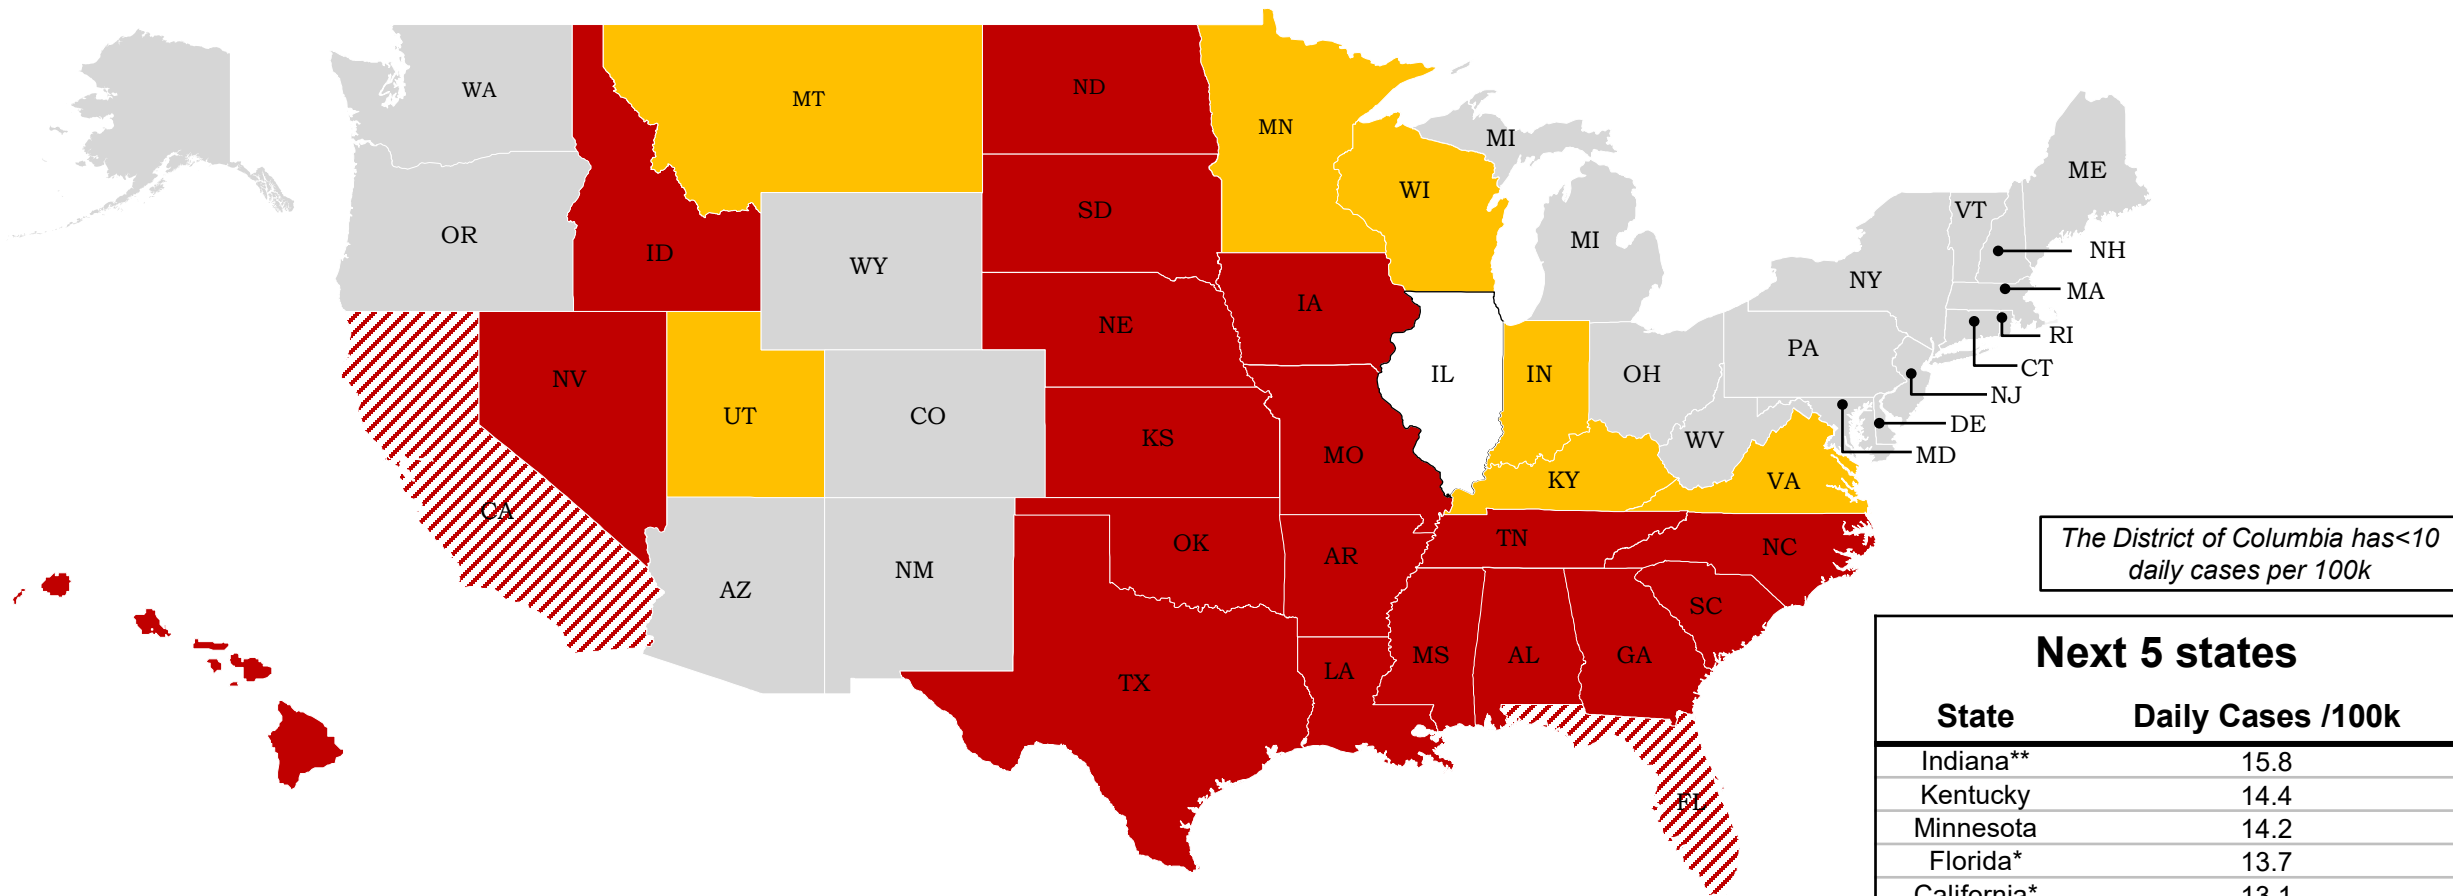 WA
MT
ND
MN
MI
ME
OR
ID
SD
WI
MI
VT
NH
WY
NY
MA
NE
IA
RI
NV
UT
CO
IL
IN
OH
PA
CT
NJ
KS
MO
WV
DE
MD
CA
KY
VA
OK
AR
TN
NC
AZ
NM
SC
TX
LA
MS
AL
GA
FL
The District of Columbia has<10
daily cases per 100k
Next 5 states
State Daily Cases /100k
Indiana** 15.8
Kentucky 14.4
Minnesota 14.2
Florida* 13.7
California* 13.1